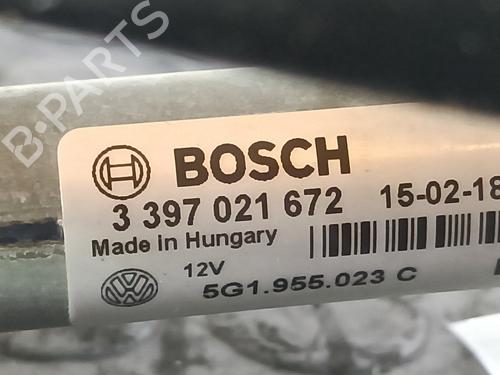 BOSCH
3 397 021 672 15-02-18
Made in Hungary
12V
5G1.955.023 C
B-PARTS